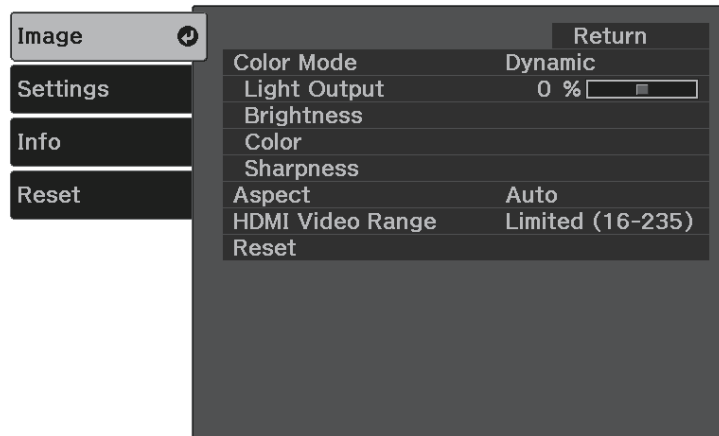 Image
Settings
Info
Reset
Return
Color Mode Dynamic
Light Output 0 %
Brightness
Color
Sharpness
Aspect Auto
HDMI Video Range Limited (16-235)
Reset